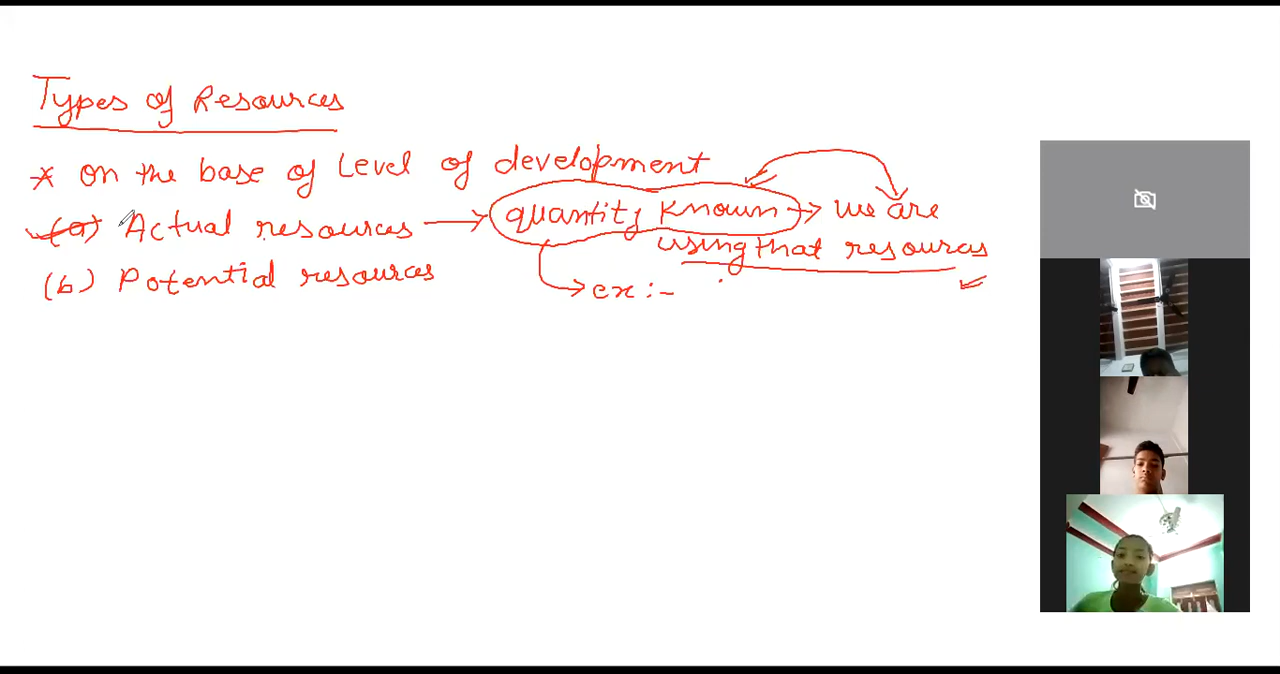 Types of Resources
* on the base of Level of development
(a) Actual resources → quantity known → we are
using that resources
(b) Potential resources
→ ex :-